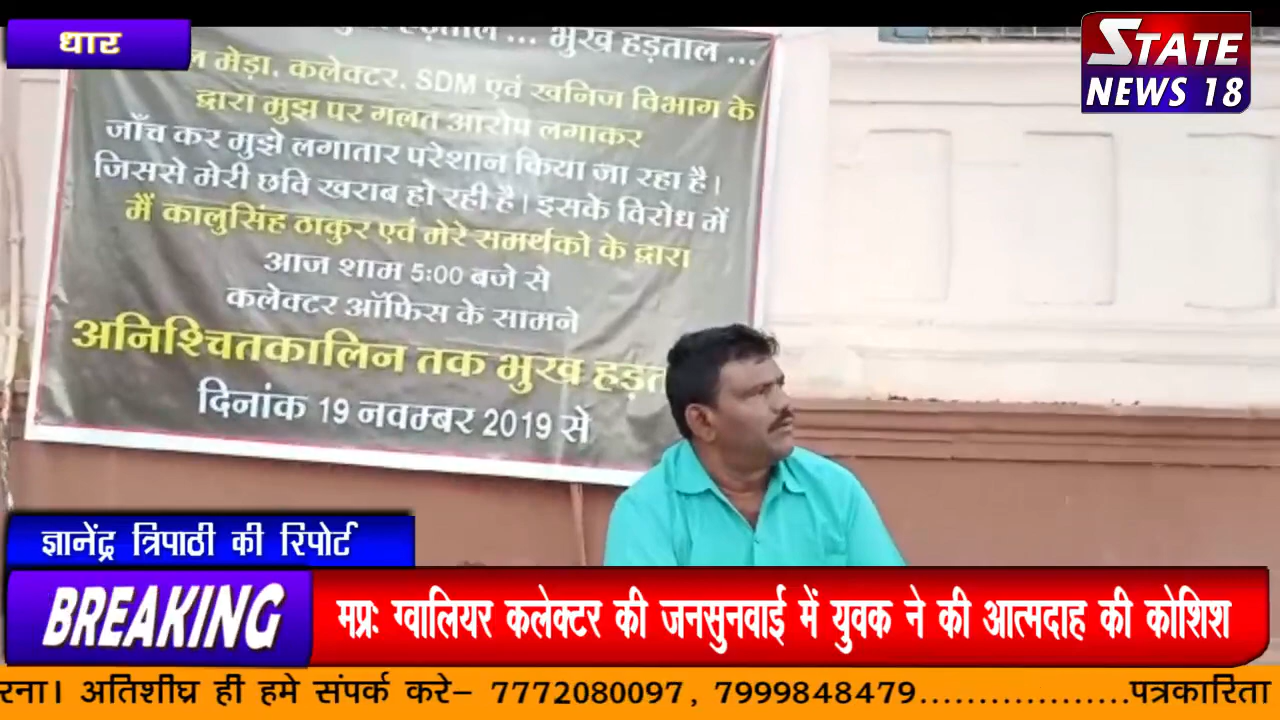 धार
STATE
NEWS 18
हड़ताल ... भुख हड़ताल ...
मेड़ा, कलेक्टर, SDM एवं खनिज विभाग के
द्वारा मुझ पर गलत आरोप लगाकर
जाँच कर मुझे लगातार परेशान किया जा रहा है।
जिससे मेरी छवि खराब हो रही है। इसके विरोध में
मैं कालुसिंह ठाकुर एवं मेरे समर्थको के द्वारा
आज शाम 5:00 बजे से
कलेक्टर ऑफिस के सामने
अनिश्चितकालिन तक भुख
दिनांक 19 नवम्बर 2019 से
ज्ञानेंद्र त्रिपाठी की रिपोर्ट
BREAKING
मप्र: ग्वालियर कलेक्टर की जनसुनवाई में युवक ने की आत्मदाह की कोशिश
रना। अतिशीघ्र ही हमे संपर्क करे– 7772080097, 7999848479....................पत्रकारिता